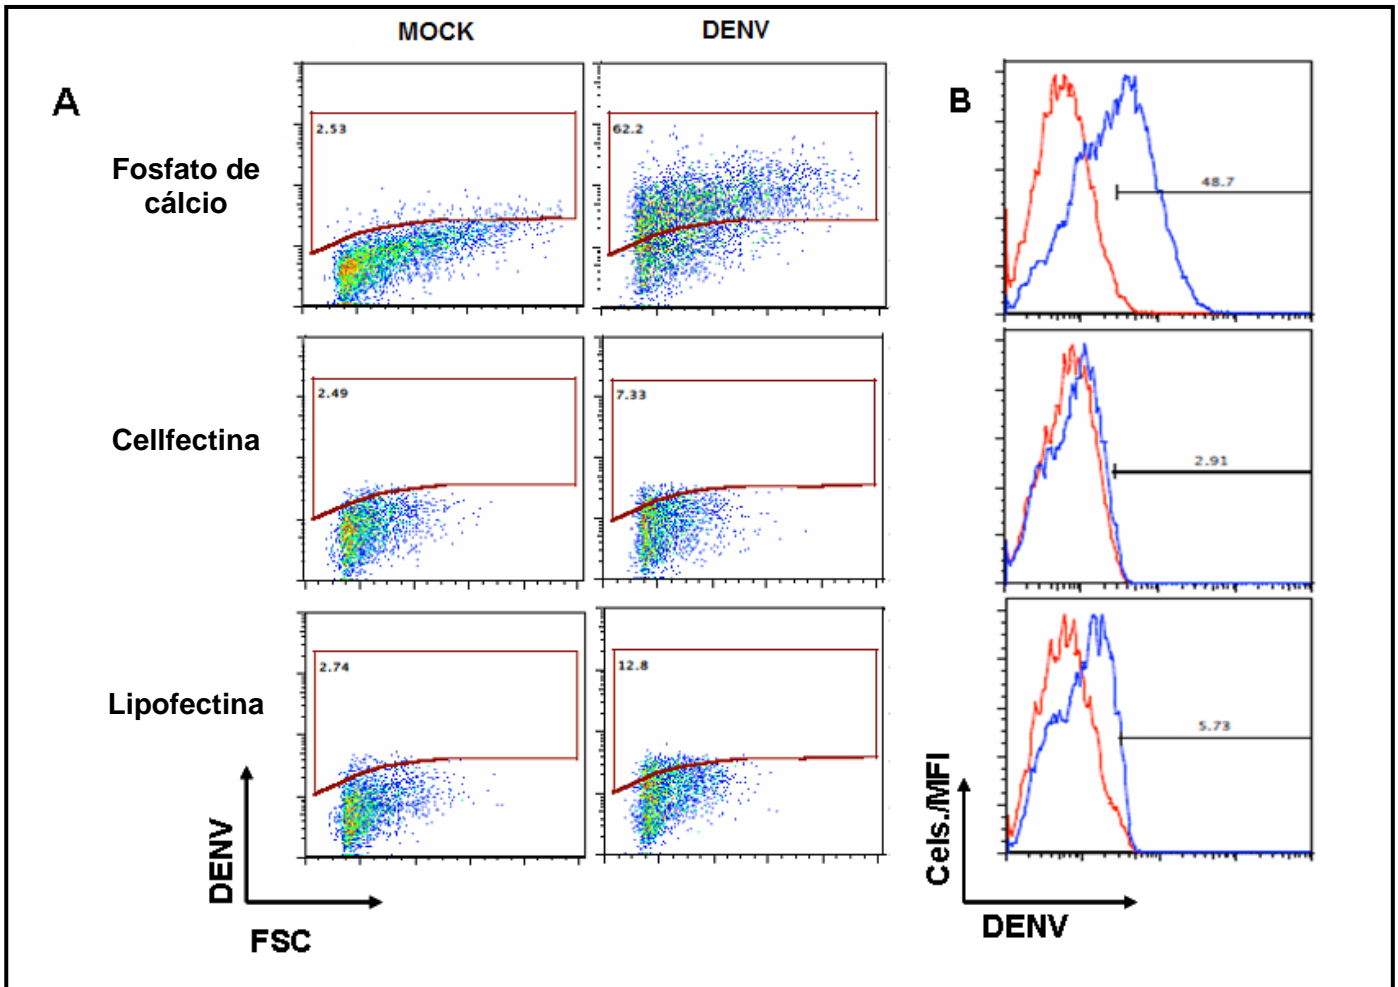 MOCK DENV
A
B
Fosfato de
cálcio
2.53
62.2
48.7
Cellfectina
2.49
7.33
2.91
Lipofectina
2.74
12.8
5.73
DENV
FSC
Cels./MFI
DENV